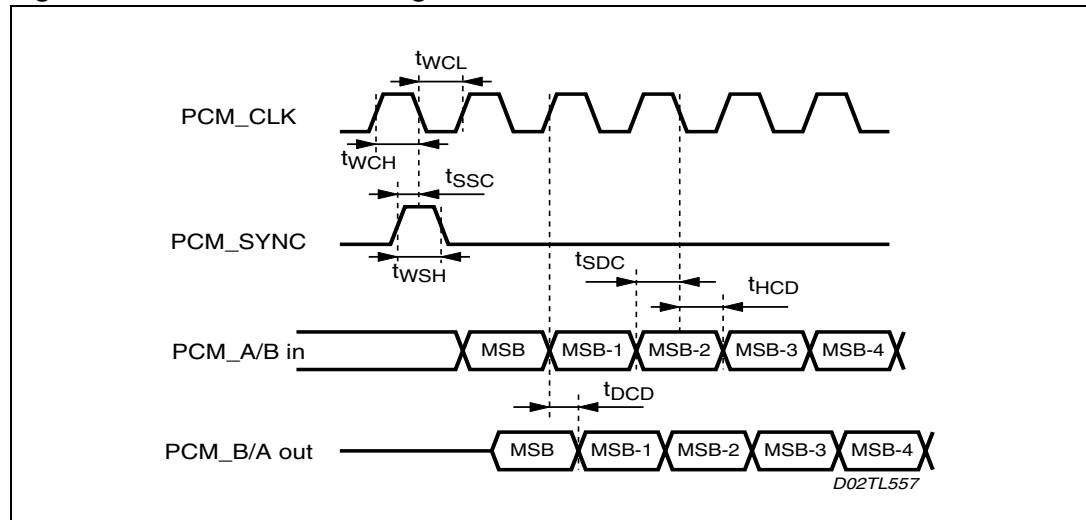 tWCL
PCM_CLK
tWCH
tSSC
PCM_SYNC
tWSH
tSDC
tHCD
PCM_A/B in
MSB MSB-1 MSB-2 MSB-3 MSB-4
tDCD
PCM_B/A out
MSB MSB-1 MSB-2 MSB-3 MSB-4
D02TL557